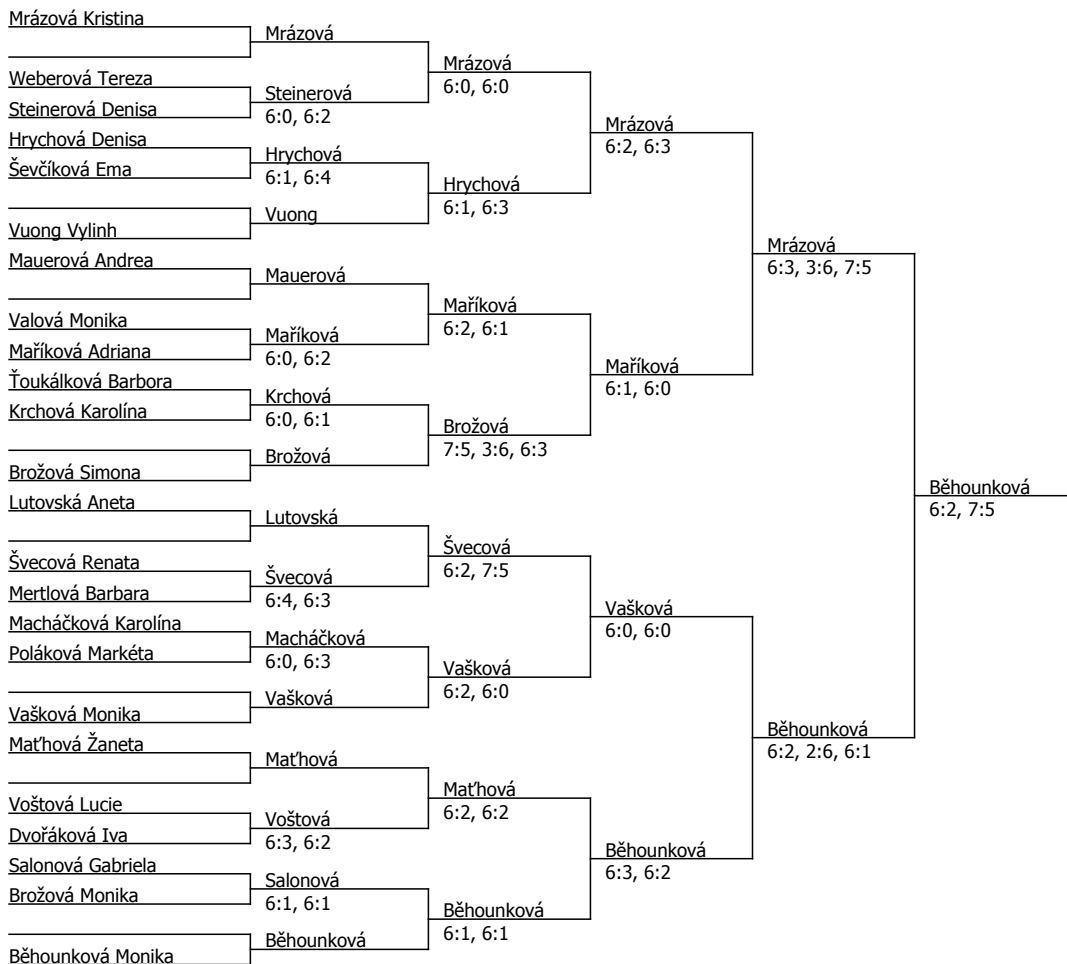 Mrázová Kristina
Mrázová
Mrázová
6:0, 6:0
Weberová Tereza
Steinerová
6:0, 6:2
Steinerová Denisa
Mrázová
6:2, 6:3
Hrychová Denisa
Hrychová
6:1, 6:4
Ševčíková Ema
Hrychová
6:1, 6:3
Vuong
Vuong Vylinh
Mrázová
6:3, 3:6, 7:5
Mauerová Andrea
Mauerová
Maříková
6:2, 6:1
Valová Monika
Maříková
6:0, 6:2
Maříková Adriana
Maříková
6:1, 6:0
Ťoukálková Barbora
Krchová
6:0, 6:1
Krchová Karolína
Brožová
7:5, 3:6, 6:3
Brožová
Brožová Simona
Běhounková
6:2, 7:5
Lutovská Aneta
Lutovská
Švecová
6:2, 7:5
Švecová Renata
Švecová
6:4, 6:3
Mertlová Barbara
Vašková
6:0, 6:0
Macháčková Karolína
Macháčková
6:0, 6:3
Poláková Markéta
Vašková
6:2, 6:0
Vašková
Vašková Monika
Běhounková
6:2, 2:6, 6:1
Maťhová Žaneta
Maťhová
Maťhová
6:2, 6:2
Voštová Lucie
Voštová
6:3, 6:2
Dvořáková Iva
Běhounková
6:3, 6:2
Salonová Gabriela
Salonová
6:1, 6:1
Brožová Monika
Běhounková
6:1, 6:1
Běhounková
Běhounková Monika